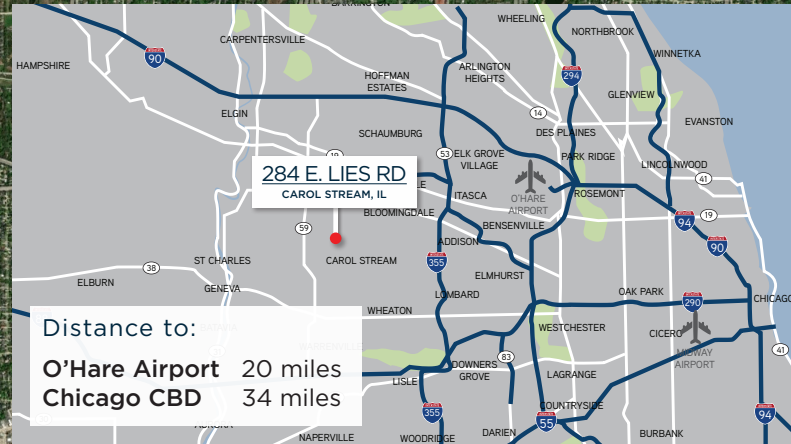 BARRINGTON
WHEELING
NORTHBROOK
CARPENTERSVILLE
WINNETKA
90
HAMPSHIRE
ARLINGTON
HEIGHTS
294
HOFFMAN
ESTATES
GLENVIEW
ELGIN
14
EVANSTON
SCHAUMBURG
DES PLAINES
19
53
ELK GROVE
VILLAGE
PARK RIDGE
LINCOLNWOOD
284 E. LIES RD
CAROL STREAM, IL
41
ITASCA
O'HARE
AIRPORT
ROSEMONT
BLOOMINGDALE
94
19
59
BENSENVILLE
ADDISON
90
ST CHARLES
CAROL STREAM
355
38
ELMHURST
ELBURN
GENEVA
LOMBARD
OAK PARK
290
CHICAGO
WHEATON
WESTCHESTER
CICERO
Distance to:
MIDWAY
AIRPORT
41
83
O'Hare Airport 20 miles
DOWNERS
GROVE
LAGRANGE
LISLE
Chicago CBD 34 miles
COUNTRYSIDE
355
55
94
AURORA
NAPERVILLE
WOODRIDGE
DARIEN
BURBANK